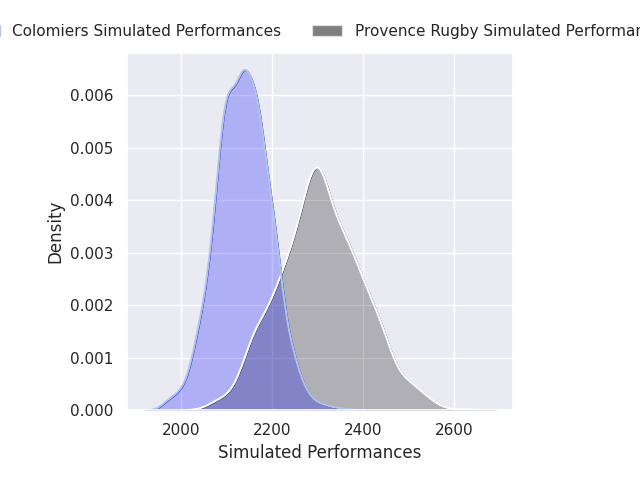 Colomiers Simulated Performances
Provence Rugby Simulated
0.006
0.005
0.004
0.003
0.002
0.001
0.000
Density
2000 2200 2400 2600
Simulated Performances